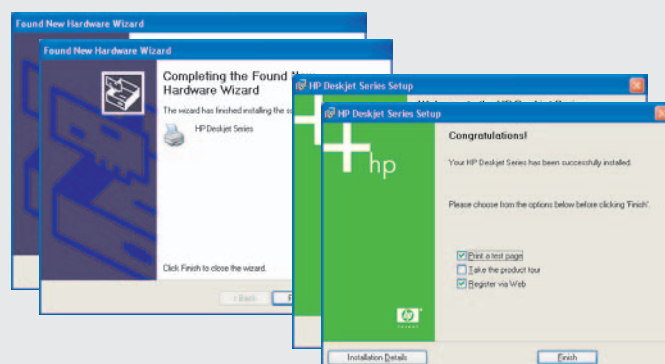 Found New Hardware Wizard
Found New Hardware Wizard
Completing the Found New
Hardware Wizard
The wizard has finished installing the
HP Deskjet Series
Click Finish to close the wizard.
< Back
HP Deskjet Series Setup
HP Deskjet Series Setup
hp
Congratulations!
Your HP Deskjet Series has been successfully installed.
Please choose from the options below before clicking 'Finish'.
Print a test page
Take the product tour
Register via Web
hp
invent
Installation Details
Finish